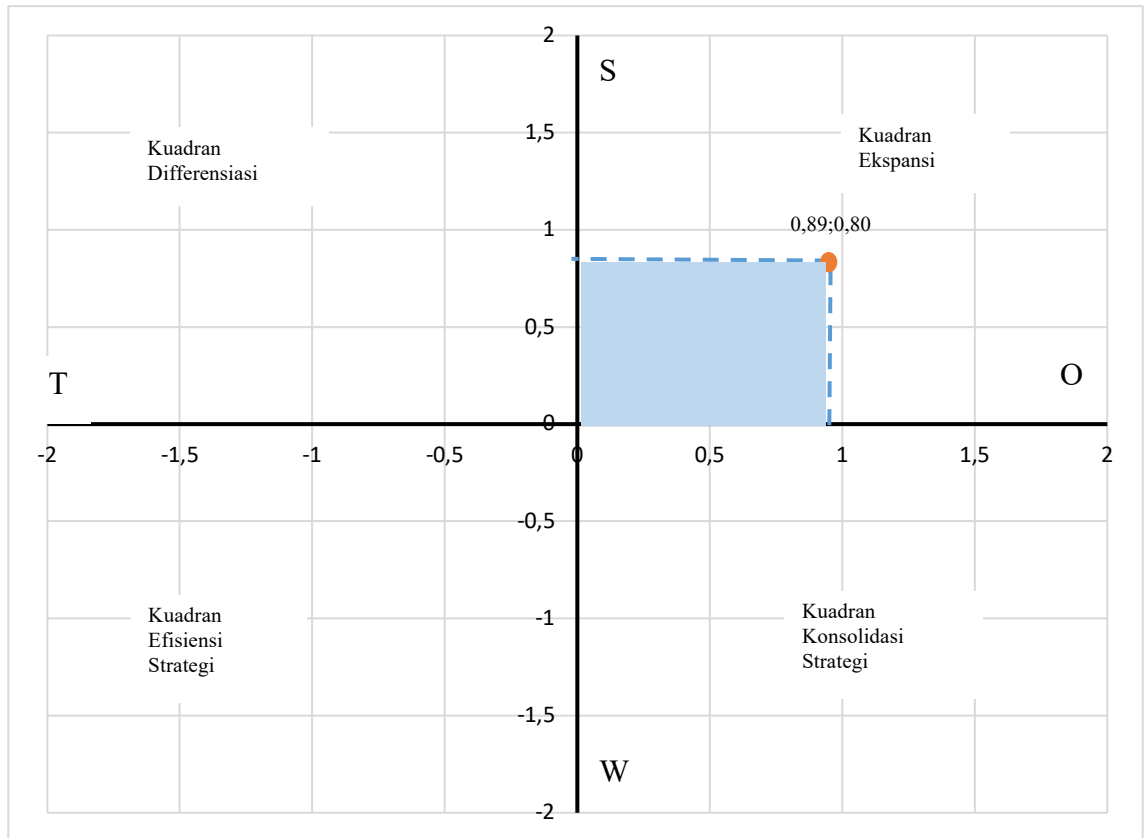 2
S
Kuadran
Differensiasi
1,5
Kuadran
Ekspansi
1
0,89;0,80
0,5
T
O
0
-2 -1,5 -1 -0,5 0 0,5 1 1,5 2
-0,5
Kuadran
Efisiensi
Strategi
-1
Kuadran
Konsolidasi
Strategi
-1,5
W
-2